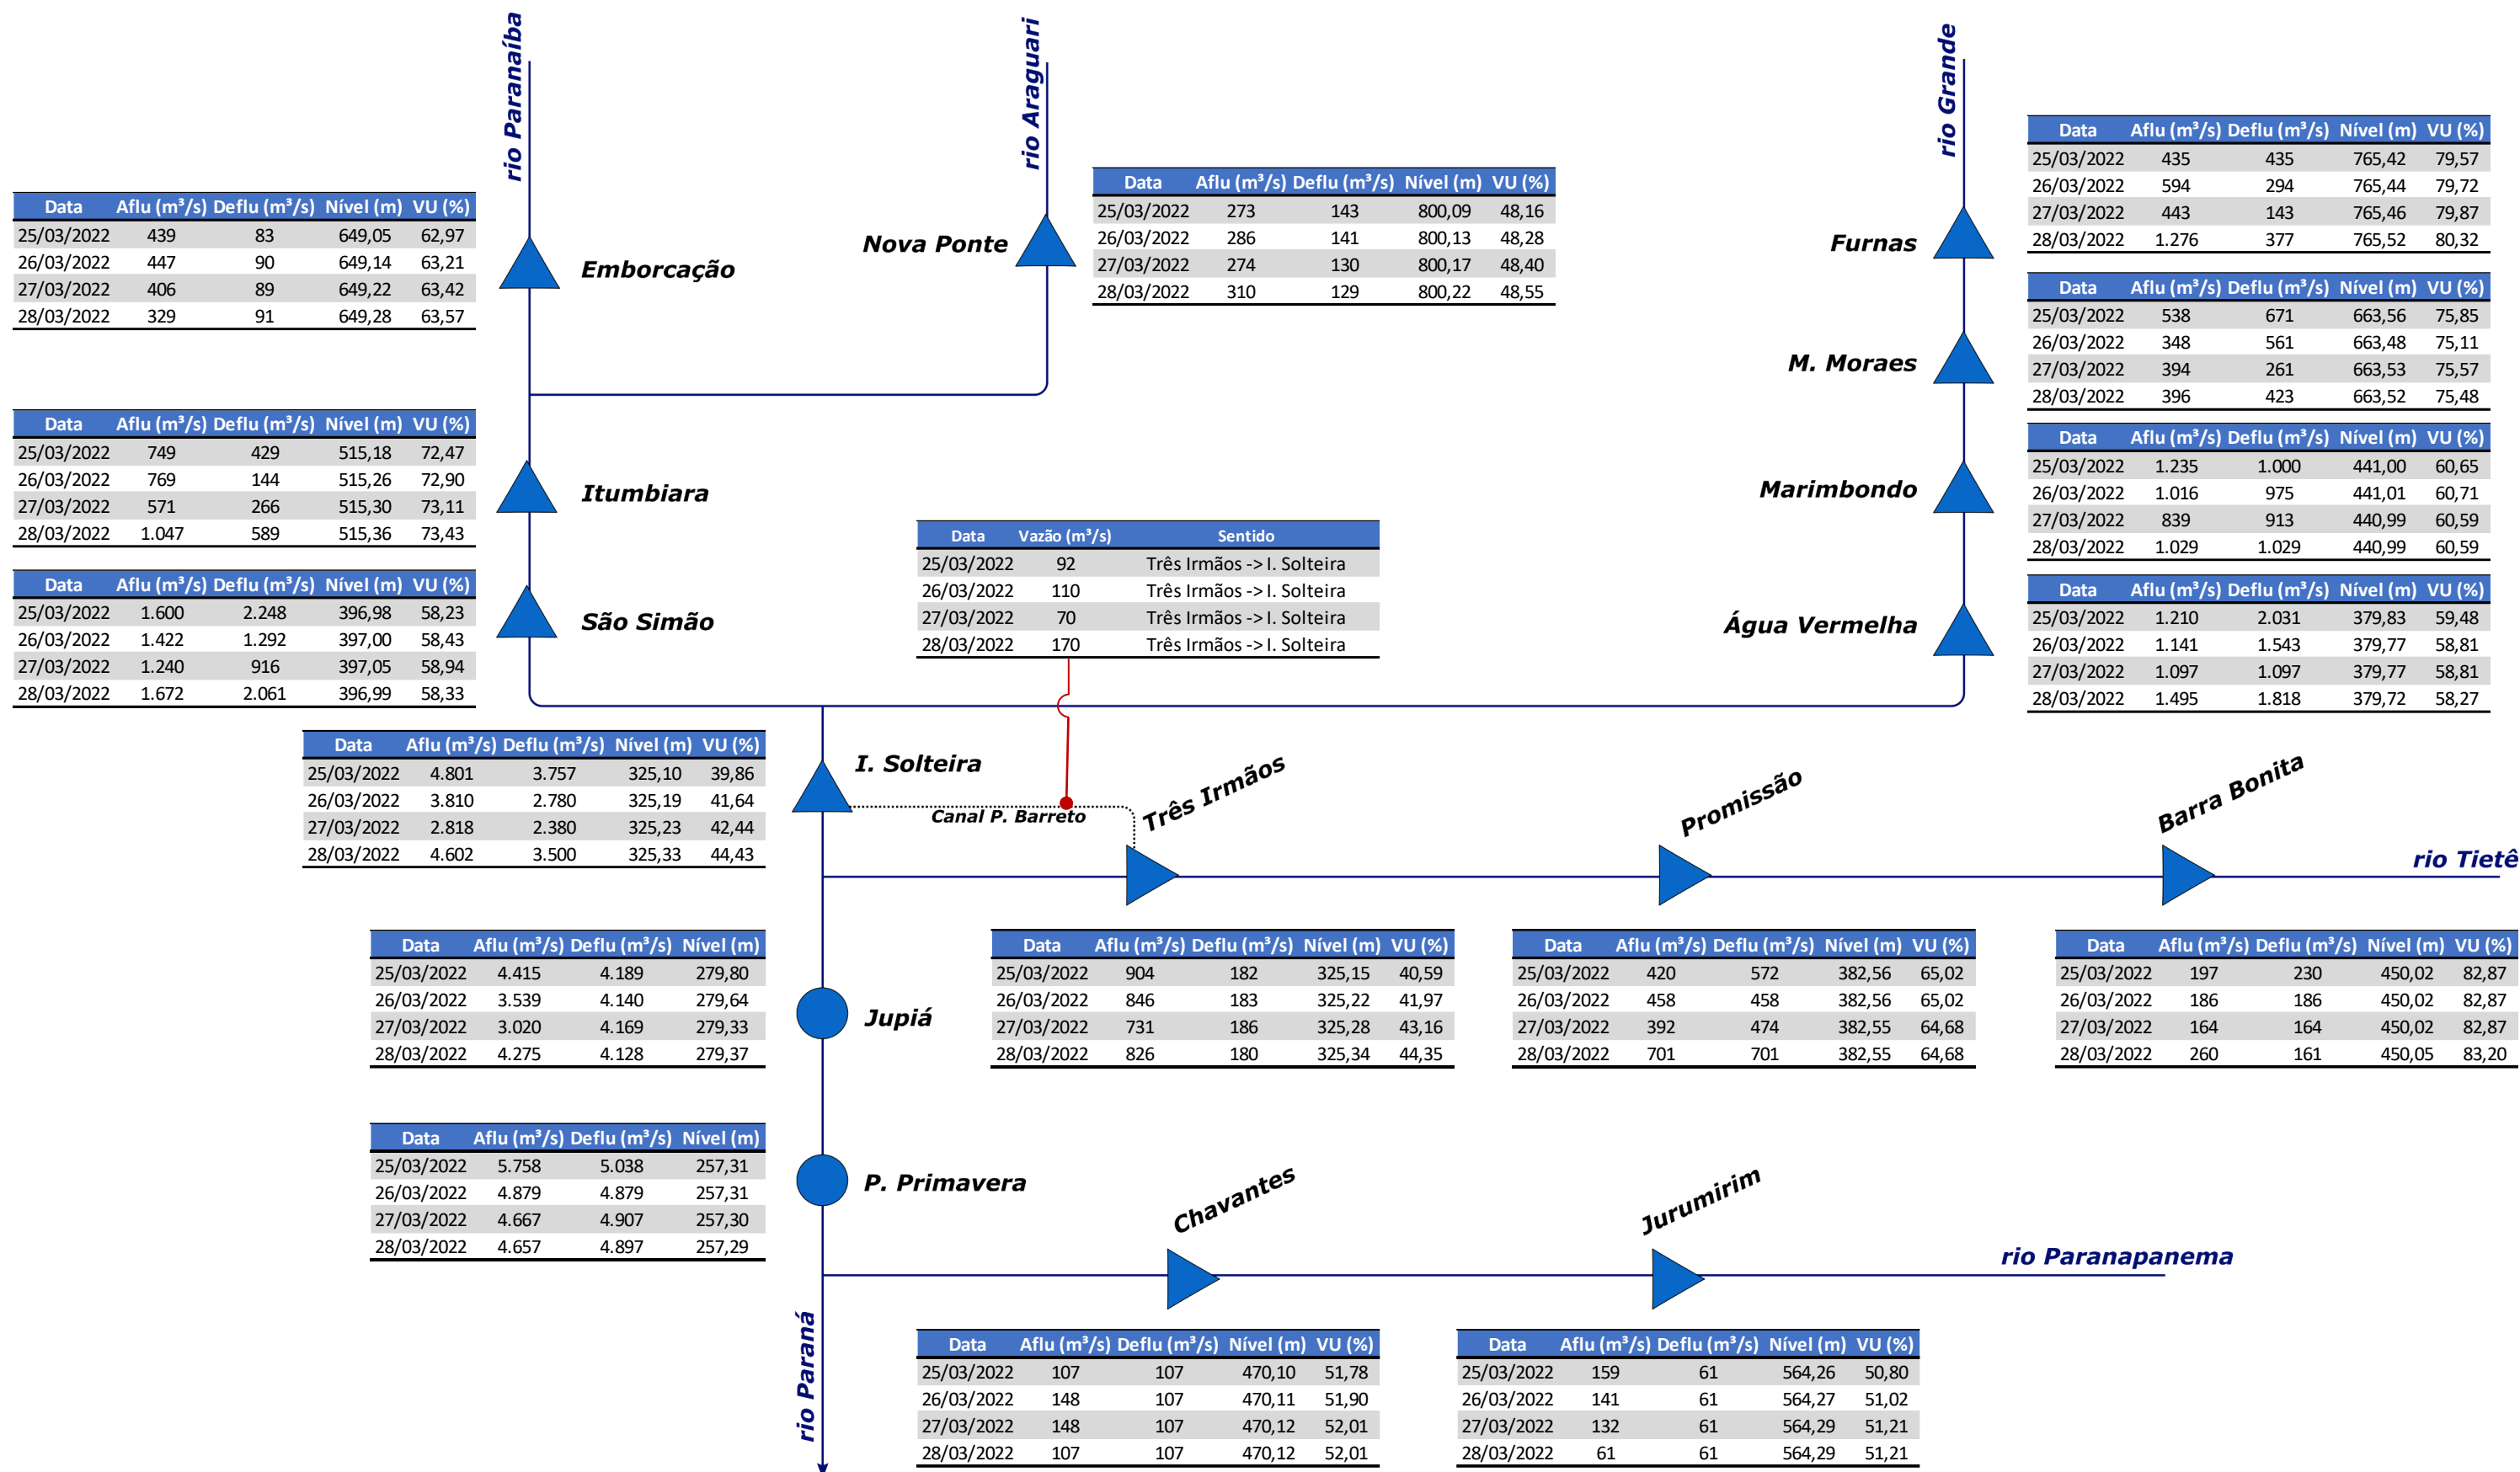 rio Paranaíba
rio Araguari
rio Grande
Data Aflu (m³/s) Deflu (m³/s) Nível (m) VU (%)
25/03/2022 439 83 649,05 62,97
26/03/2022 447 90 649,14 63,21
27/03/2022 406 89 649,22 63,42
28/03/2022 329 91 649,28 63,57
Emborcação
Nova Ponte
Data Aflu (m³/s) Deflu (m³/s) Nível (m) VU (%)
25/03/2022 273 143 800,09 48,16
26/03/2022 286 141 800,13 48,28
27/03/2022 274 130 800,17 48,40
28/03/2022 310 129 800,22 48,55
Furnas
Data Aflu (m³/s) Deflu (m³/s) Nível (m) VU (%)
25/03/2022 435 435 765,42 79,57
26/03/2022 594 294 765,44 79,72
27/03/2022 443 143 765,46 79,87
28/03/2022 1.276 377 765,52 80,32
M. Moraes
Data Aflu (m³/s) Deflu (m³/s) Nível (m) VU (%)
25/03/2022 538 671 663,56 75,85
26/03/2022 348 561 663,48 75,11
27/03/2022 394 261 663,53 75,57
28/03/2022 396 423 663,52 75,48
Data Aflu (m³/s) Deflu (m³/s) Nível (m) VU (%)
25/03/2022 749 429 515,18 72,47
26/03/2022 769 144 515,26 72,90
27/03/2022 571 266 515,30 73,11
28/03/2022 1.047 589 515,36 73,43
Itumbiara
Marimbondo
Data Aflu (m³/s) Deflu (m³/s) Nível (m) VU (%)
25/03/2022 1.235 1.000 441,00 60,65
26/03/2022 1.016 975 441,01 60,71
27/03/2022 839 913 440,99 60,59
28/03/2022 1.029 1.029 440,99 60,59
Data Aflu (m³/s) Deflu (m³/s) Nível (m) VU (%)
25/03/2022 1.600 2.248 396,98 58,23
26/03/2022 1.422 1.292 397,00 58,43
27/03/2022 1.240 916 397,05 58,94
28/03/2022 1.672 2.061 396,99 58,33
São Simão
Data Vazão (m³/s) Sentido
25/03/2022 92 Três Irmãos -> I. Solteira
26/03/2022 110 Três Irmãos -> I. Solteira
27/03/2022 70 Três Irmãos -> I. Solteira
28/03/2022 170 Três Irmãos -> I. Solteira
Água Vermelha
Data Aflu (m³/s) Deflu (m³/s) Nível (m) VU (%)
25/03/2022 1.210 2.031 379,83 59,48
26/03/2022 1.141 1.543 379,77 58,81
27/03/2022 1.097 1.097 379,77 58,81
28/03/2022 1.495 1.818 379,72 58,27
Data Aflu (m³/s) Deflu (m³/s) Nível (m) VU (%)
25/03/2022 4.801 3.757 325,10 39,86
26/03/2022 3.810 2.780 325,19 41,64
27/03/2022 2.818 2.380 325,23 42,44
28/03/2022 4.602 3.500 325,33 44,43
I. Solteira
Canal P. Barreto
Três Irmãos
Promissão
Barra Bonita
rio Tietê
Data Aflu (m³/s) Deflu (m³/s) Nível (m)
25/03/2022 4.415 4.189 279,80
26/03/2022 3.539 4.140 279,64
27/03/2022 3.020 4.169 279,33
28/03/2022 4.275 4.128 279,37
Jupiá
Data Aflu (m³/s) Deflu (m³/s) Nível (m) VU (%)
25/03/2022 904 182 325,15 40,59
26/03/2022 846 183 325,22 41,97
27/03/2022 731 186 325,28 43,16
28/03/2022 826 180 325,34 44,35
Data Aflu (m³/s) Deflu (m³/s) Nível (m) VU (%)
25/03/2022 420 572 382,56 65,02
26/03/2022 458 458 382,56 65,02
27/03/2022 392 474 382,55 64,68
28/03/2022 701 701 382,55 64,68
Data Aflu (m³/s) Deflu (m³/s) Nível (m) VU (%)
25/03/2022 197 230 450,02 82,87
26/03/2022 186 186 450,02 82,87
27/03/2022 164 164 450,02 82,87
28/03/2022 260 161 450,05 83,20
Data Aflu (m³/s) Deflu (m³/s) Nível (m)
25/03/2022 5.758 5.038 257,31
26/03/2022 4.879 4.879 257,31
27/03/2022 4.667 4.907 257,30
28/03/2022 4.657 4.897 257,29
P. Primavera
Chavantes
Jurumirim
rio Paranapanema
rio Paraná
Data Aflu (m³/s) Deflu (m³/s) Nível (m) VU (%)
25/03/2022 107 107 470,10 51,78
26/03/2022 148 107 470,11 51,90
27/03/2022 148 107 470,12 52,01
28/03/2022 107 107 470,12 52,01
Data Aflu (m³/s) Deflu (m³/s) Nível (m) VU (%)
25/03/2022 159 61 564,26 50,80
26/03/2022 141 61 564,27 51,02
27/03/2022 132 61 564,29 51,21
28/03/2022 61 61 564,29 51,21